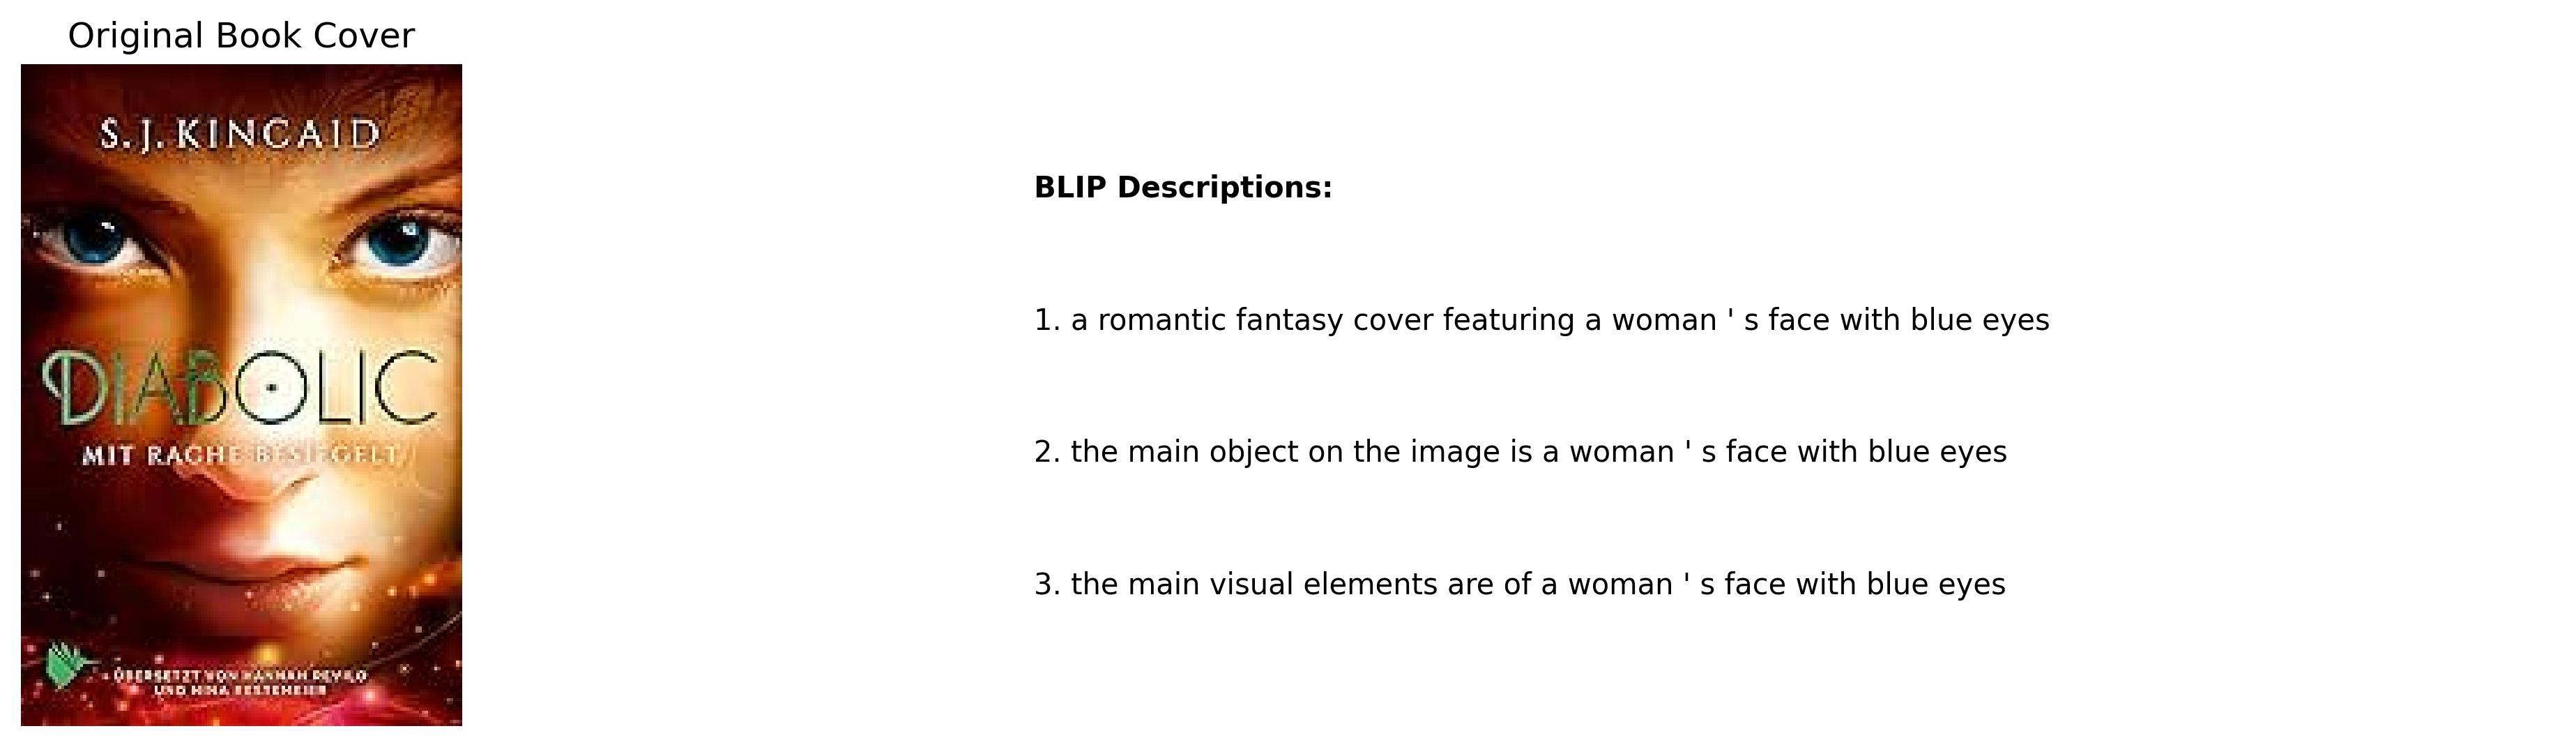 Original Book Cover
S.J. KINCAID
DIABOLIC
MIT RACHE BESIEGELT
ÜBERSETZT VON HANNAH
UND NINA
BLIP Descriptions:
1. a romantic fantasy cover featuring a woman ' s face with blue eyes
2. the main object on the image is a woman ' s face with blue eyes
3. the main visual elements are of a woman ' s face with blue eyes